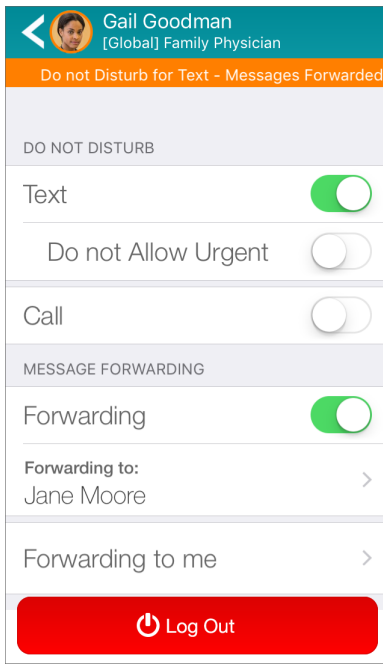 Gail Goodman
[Global] Family Physician
Do not Disturb for Text - Messages Forwarded
DO NOT DISTURB
Text
Do not Allow Urgent
Call
MESSAGE FORWARDING
Forwarding
Forwarding to:
Jane Moore
Forwarding to me
Log Out